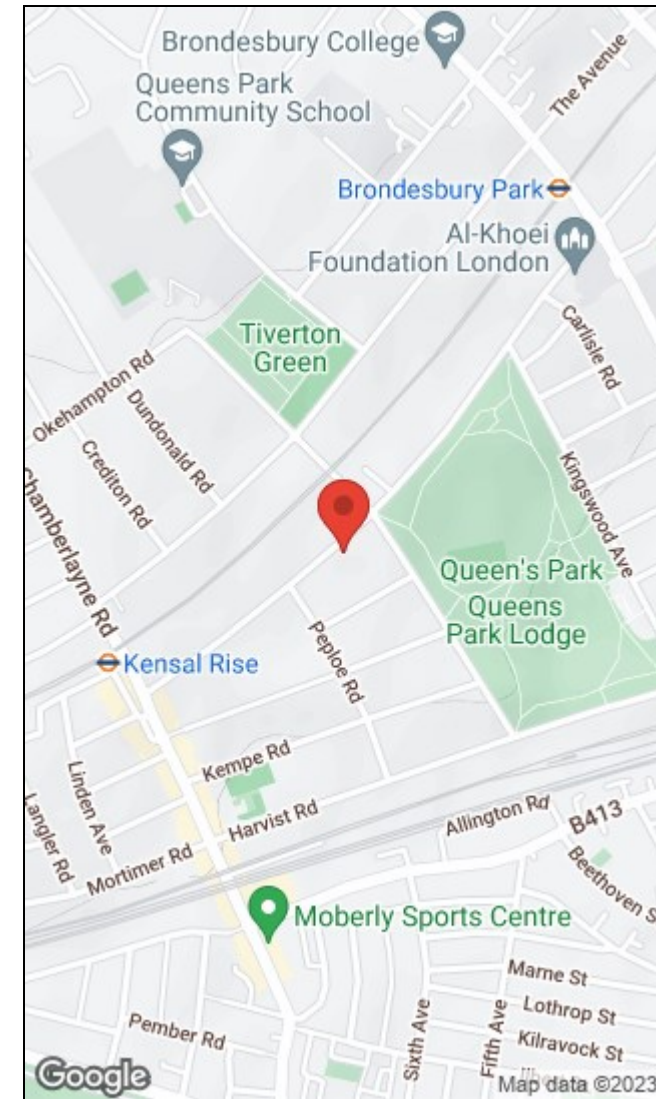 Brondesbury College
The Avenue
Queens Park
Community School
Brondesbury Park
Al-Khoei
Foundation London
Carlisle Rd
Tiverton
Green
Okehampton Rd
Dundonald Rd
Crediton Rd
Kingswood Ave
Chamberlayne Rd
Queen's Park
Queens
Park Lodge
Peploe Rd
Kensal Rise
Kempe Rd
Linden Ave
Langler Rd
Harvist Rd
Mortimer Rd
Allington Rd
B413
Beethoven S
Moberly Sports Centre
Marne St
Lothrop St
Sixth Ave
Fifth Ave
Kilravock St
Pember Rd
Google
Map data ©2023